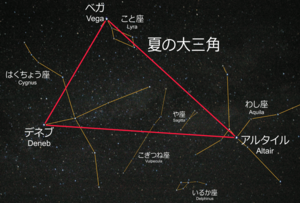 ベガ
Vega
こと座
Lyra
夏の大三角
はくちょう座
Cygnus
や座
Sagitta
わし座
Aquila
デネブ
Deneb
アルタイル
Altair
こぎつね座
Vulpecula
いるか座
Delphinus